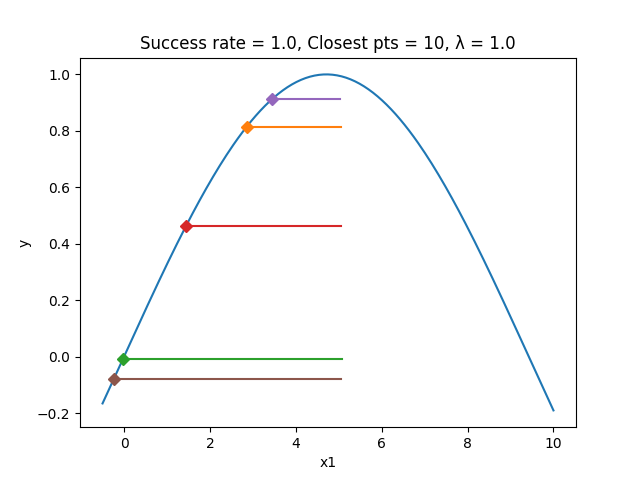 Success rate = 1.0, Closest pts = 10, λ = 1.0
1.0
0.8
0.6
0.4
0.2
0.0
−0.2
y
0 2 4 6 8 10
x1